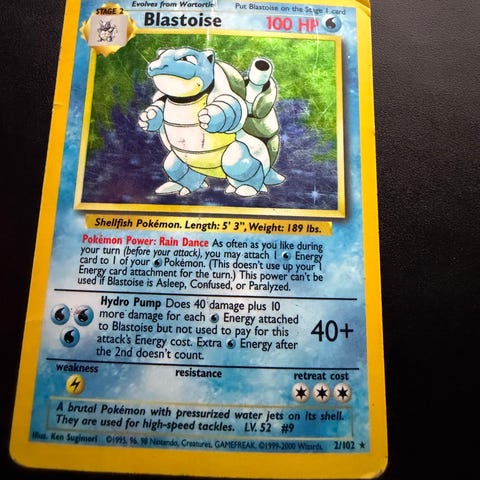 STAGE 2
Evolves from Wartortle
Put Blastoise on the Stage 1 card
Blastoise
100 HP
Shellfish Pokémon. Length: 5' 3", Weight: 189 lbs.
Pokémon Power: Rain Dance As often as you like during
your turn (before your attack), you may attach 1 Energy
card to 1 of your Pokémon. (This doesn't use up your 1
Energy card attachment for the turn.) This power can't be
used if Blastoise is Asleep, Confused, or Paralyzed.
Hydro Pump Does 40 damage plus 10
more damage for each Energy attached
to Blastoise but not used to pay for this
attack's Energy cost. Extra Energy after
the 2nd doesn't count.
40+
weakness
resistance
retreat cost
A brutal Pokémon with pressurized water jets on its shell.
They are used for high-speed tackles. LV. 52 #9
Illus. Ken Sugimori ©1995, 96, 98 Nintendo, Creatures, GAMEFREAK. ©1999-2000 Wizards. 2/102 ★